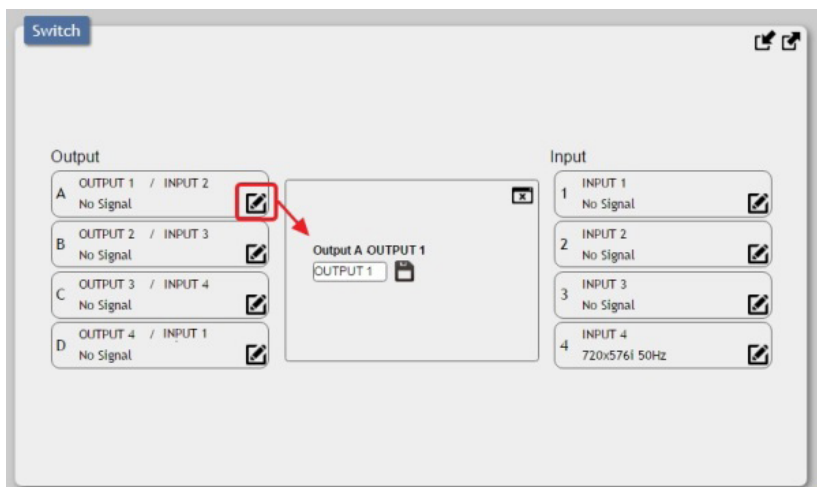 Switch
Output
A
OUTPUT 1 / INPUT 2
No Signal
B
OUTPUT 2 / INPUT 3
No Signal
C
OUTPUT 3 / INPUT 4
No Signal
D
OUTPUT 4 / INPUT 1
No Signal
Output A OUTPUT 1
OUTPUT 1
Input
1
INPUT 1
No Signal
2
INPUT 2
No Signal
3
INPUT 3
No Signal
4
INPUT 4
720x576i 50Hz